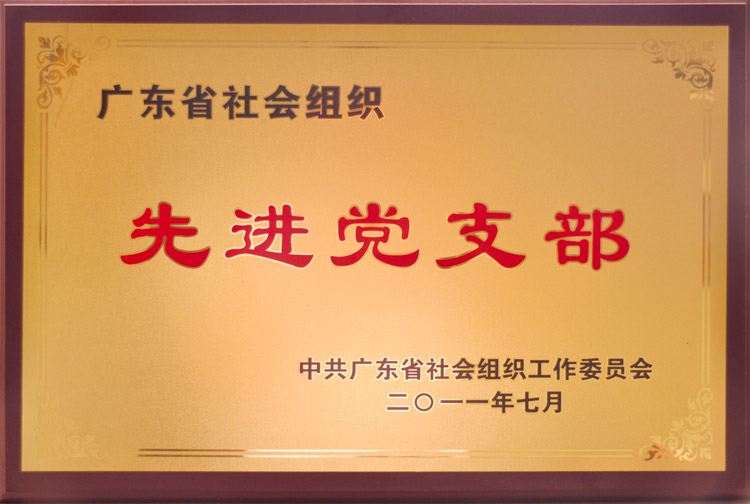 广东省社会组织
先进党支部
中共广东省社会组织工作委员会
二〇一一年七月